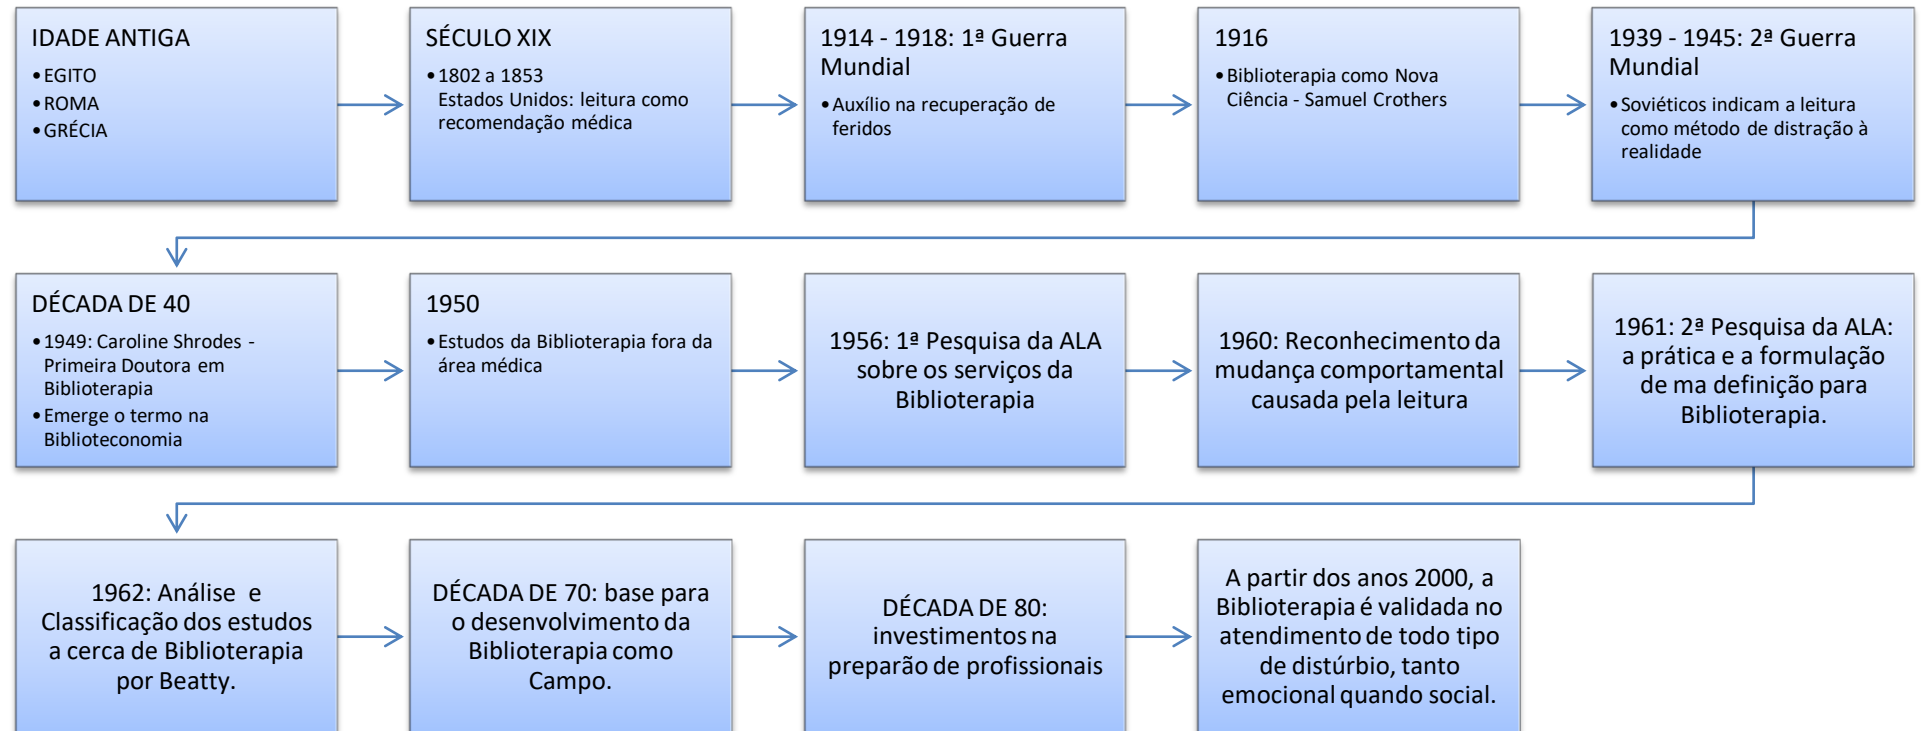 IDADE ANTIGA
•EGITO
•ROMA
•GRÉCIA
SÉCULO XIX
•1802 a 1853
Estados Unidos: leitura como
recomendação médica
1914 - 1918: 1ª Guerra
Mundial
•Auxílio na recuperação de
feridos
1916
•Biblioterapia como Nova
Ciência - Samuel Crothers
1939 - 1945: 2ª Guerra
Mundial
•Soviéticos indicam a leitura
como método de distração à
realidade
DÉCADA DE 40
•1949: Caroline Shrodes -
Primeira Doutora em
Biblioterapia
•Emerge o termo na
Biblioteconomia
1950
•Estudos da Biblioterapia fora da
área médica
1956: 1ª Pesquisa da ALA
sobre os serviços da
Biblioterapia
1960: Reconhecimento da
mudança comportamental
causada pela leitura
1961: 2ª Pesquisa da ALA:
a prática e a formulação
de ma definição para
Biblioterapia.
1962: Análise e
Classificação dos estudos
a cerca de Biblioterapia
por Beatty.
DÉCADA DE 70: base para
o desenvolvimento da
Biblioterapia como
Campo.
DÉCADA DE 80:
investimentos na
preparão de profissionais
A partir dos anos 2000, a
Biblioterapia é validada no
atendimento de todo tipo
de distúrbio, tanto
emocional quando social.